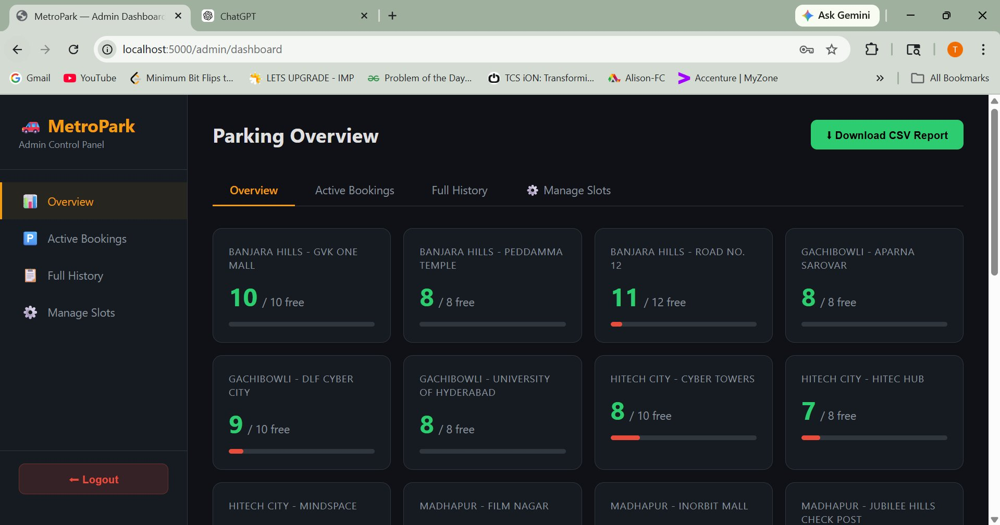 MetroPark — Admin Dashboard
ChatGPT
Ask Gemini
localhost:5000/admin/dashboard
T
Gmail
YouTube
Minimum Bit Flips t...
LETS UPGRADE - IMP
Problem of the Day...
TCS iON: Transformi...
Alison-FC
Accenture | MyZone
All Bookmarks
MetroPark
Admin Control Panel
Overview
P
Active Bookings
Full History
Manage Slots
← Logout
Parking Overview
⬇ Download CSV Report
Overview
Active Bookings
Full History
Manage Slots
BANJARA HILLS - GVK ONE
MALL
10 / 10 free
BANJARA HILLS - PEDDAMMA
TEMPLE
8 / 8 free
BANJARA HILLS - ROAD NO.
12
11 / 12 free
GACHIBOWLI - APARNA
SAROVAR
8 / 8 free
GACHIBOWLI - DLF CYBER
CITY
9 / 10 free
GACHIBOWLI - UNIVERSITY
OF HYDERABAD
8 / 8 free
HITECH CITY - CYBER TOWERS
8 / 10 free
HITECH CITY - HITEC HUB
7 / 8 free
HITECH CITY - MINDSPACE
MADHAPUR - FILM NAGAR
MADHAPUR - INORBIT MALL
MADHAPUR - JUBILEE HILLS
CHECK POST